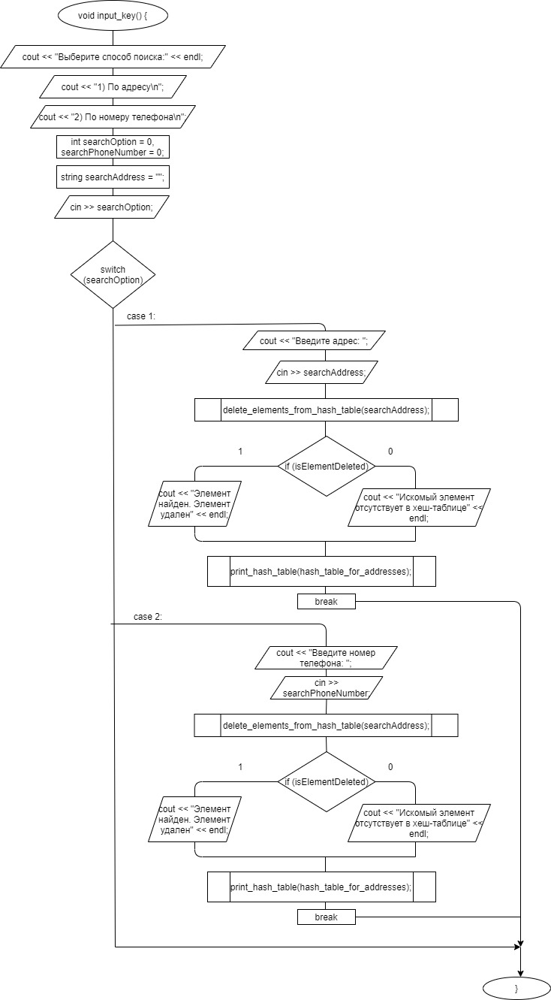 void input_key() {
cout << "Выберите способ поиска:" << endl;
cout << "1) По адресу\n";
cout << "2) По номеру телефона\n";
int searchOption = 0,
searchPhoneNumber = 0;
string searchAddress = "";
cin >> searchOption;
switch
(searchOption)
case 1:
cout << "Введите адрес: ";
cin >> searchAddress;
delete_elements_from_hash_table(searchAddress);
if (isElementDeleted)
1
0
cout << "Элемент
найден. Элемент
удален" << endl;
cout << "Искомый элемент
отсутствует в хеш-таблице" <<
endl;
print_hash_table(hash_table_for_addresses);
break
case 2:
cout << "Введите номер
телефона: ";
cin >>
searchPhoneNumber;
delete_elements_from_hash_table(searchAddress);
if (isElementDeleted)
1
0
cout << "Элемент
найден. Элемент
удален" << endl;
cout << "Искомый элемент
отсутствует в хеш-таблице" <<
endl;
print_hash_table(hash_table_for_addresses);
break
}